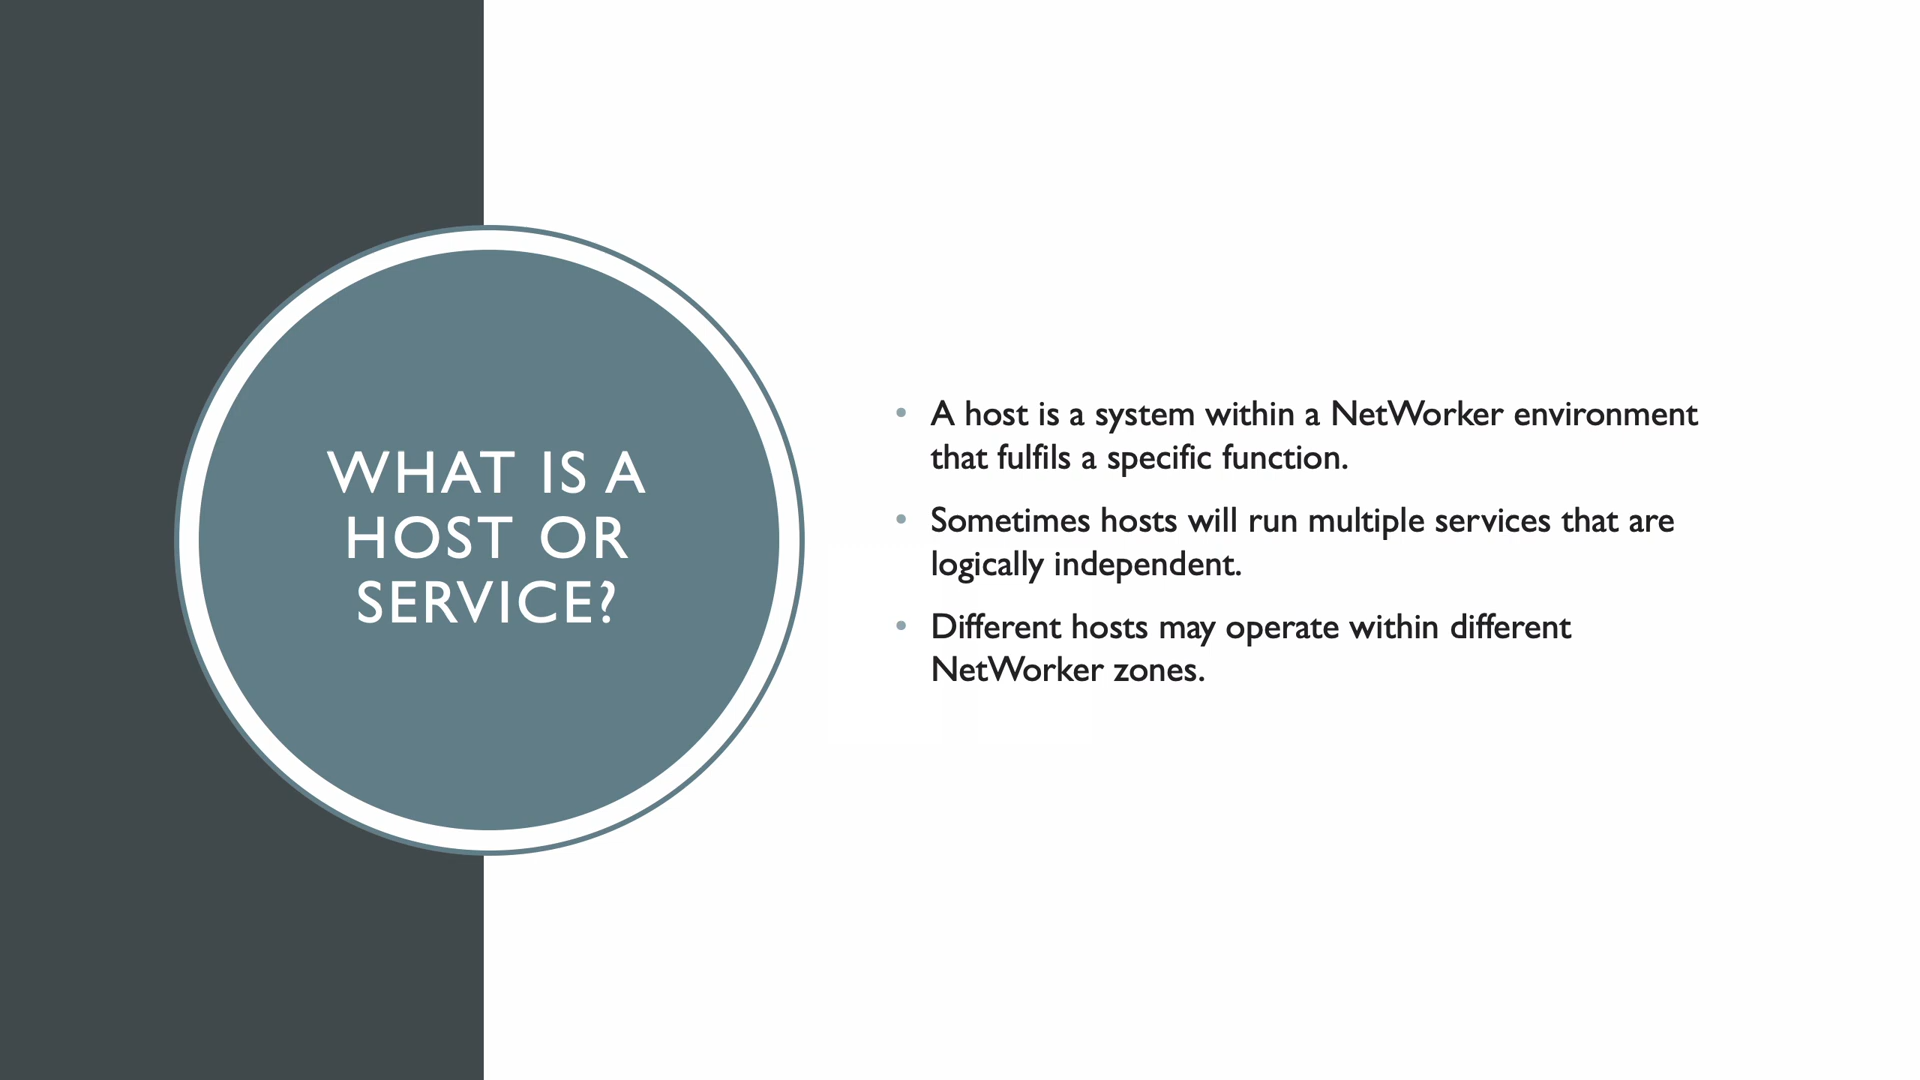 WHAT IS A
HOST OR
SERVICE?
• A host is a system within a NetWorker environment
that fulfils a specific function.
• Sometimes hosts will run multiple services that are
logically independent.
• Different hosts may operate within different
NetWorker zones.